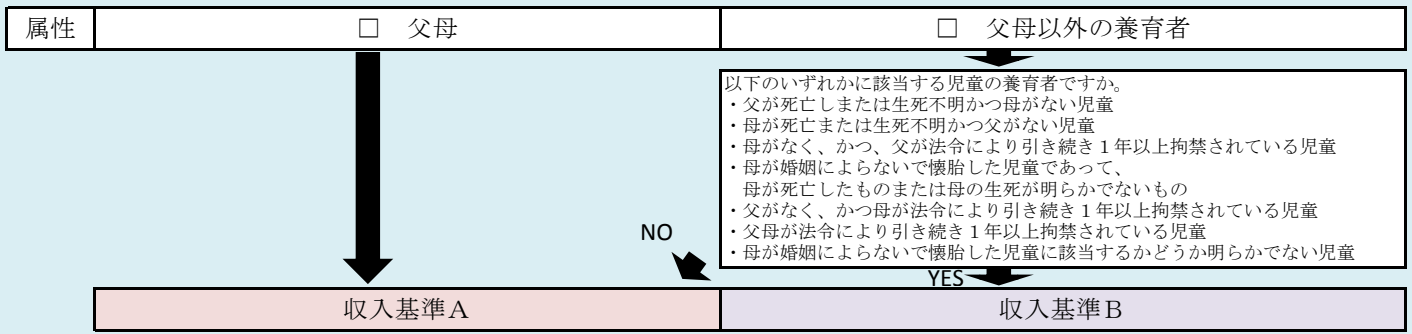 属性
□ 父母
□ 父母以外の養育者
以下のいずれかに該当する児童の養育者ですか。
・父が死亡しまたは生死不明かつ母がない児童
・母が死亡または生死不明かつ父がない児童
・母がなく、かつ、父が法令により引き続き１年以上拘禁されている児童
・母が婚姻によらないで懐胎した児童であって、
母が死亡したものまたは母の生死が明らかでないもの
・父がなく、かつ母が法令により引き続き１年以上拘禁されている児童
・父母が法令により引き続き１年以上拘禁されている児童
・母が婚姻によらないで懐胎した児童に該当するかどうか明らかでない児童
NO
YES
収入基準Ａ
収入基準Ｂ